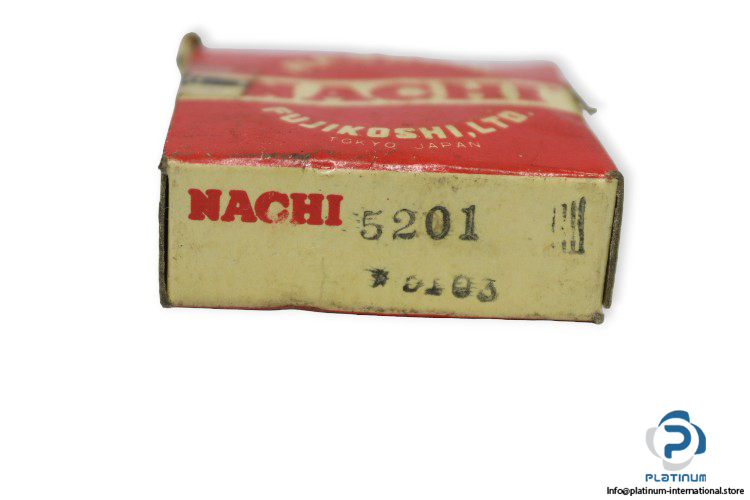 NACHI
FUJIKOSHI, LTD.
TOKYO JAPAN
NACHI 5201
PLATINUM
Info@platinum-international.store